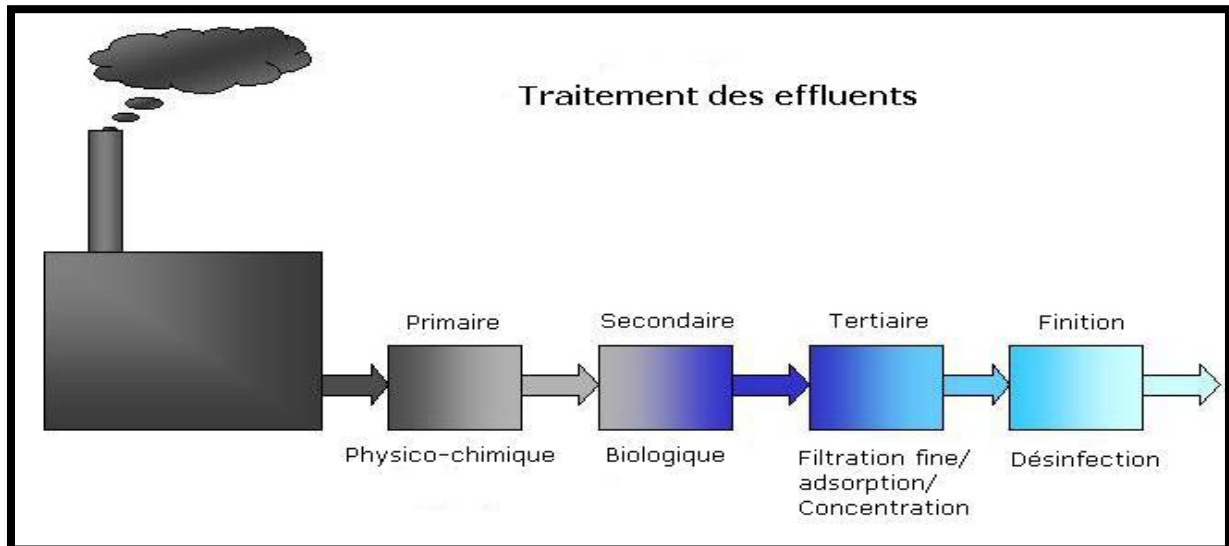 Traitement des effluents
Primaire
Secondaire
Tertiaire
Finition
Physico-chimique
Biologique
Filtration fine/
adsorption/
Concentration
Désinfection